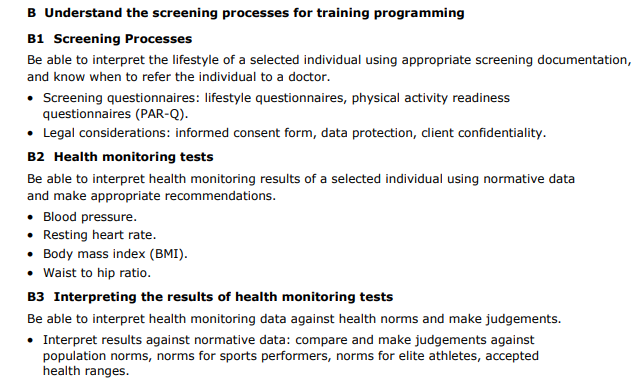 B Understand the screening processes for training programming
B1 Screening Processes
Be able to interpret the lifestyle of a selected individual using appropriate screening documentation,
and know when to refer the individual to a doctor.
• Screening questionnaires: lifestyle questionnaires, physical activity readiness
questionnaires (PAR-Q).
• Legal considerations: informed consent form, data protection, client confidentiality.
B2 Health monitoring tests
Be able to interpret health monitoring results of a selected individual using normative data
and make appropriate recommendations.
• Blood pressure.
• Resting heart rate.
• Body mass index (BMI).
• Waist to hip ratio.
B3 Interpreting the results of health monitoring tests
Be able to interpret health monitoring data against health norms and make judgements.
• Interpret results against normative data: compare and make judgements against
population norms, norms for sports performers, norms for elite athletes, accepted
health ranges.